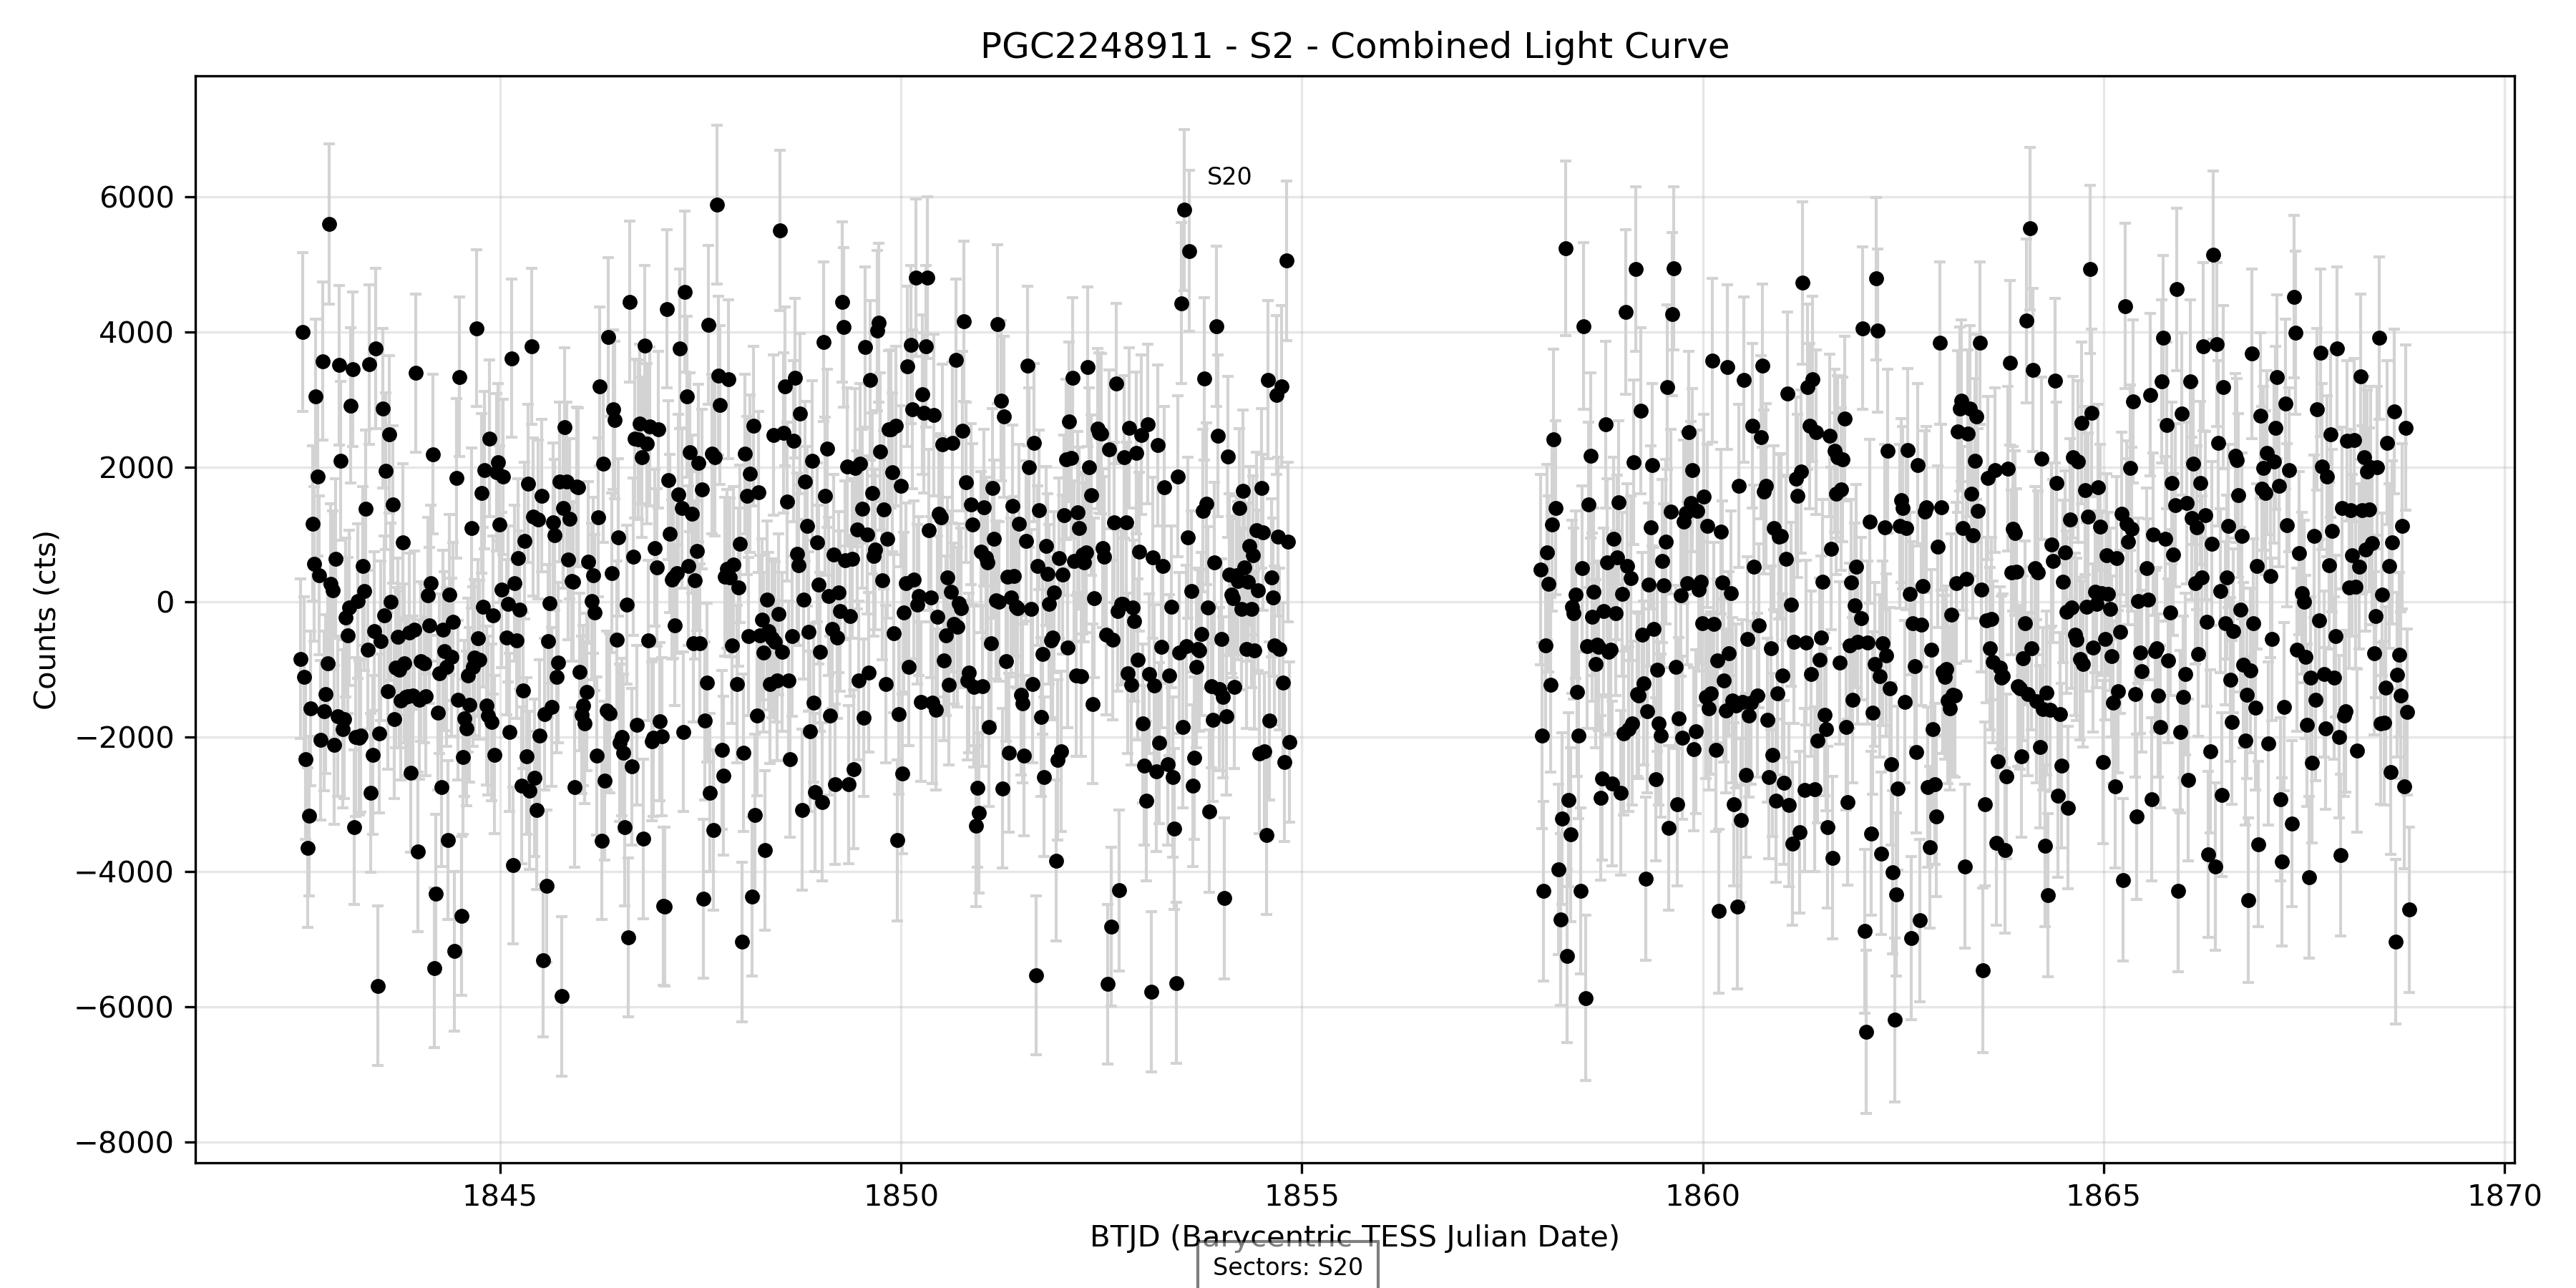 PGC2248911 - S2 - Combined Light Curve
S20
6000
4000
2000
0
−2000
−4000
−6000
−8000
Counts (cts)
1845 1850 1855 1860 1865 1870
BTJD (Barycentric TESS Julian Date)
Sectors: S20